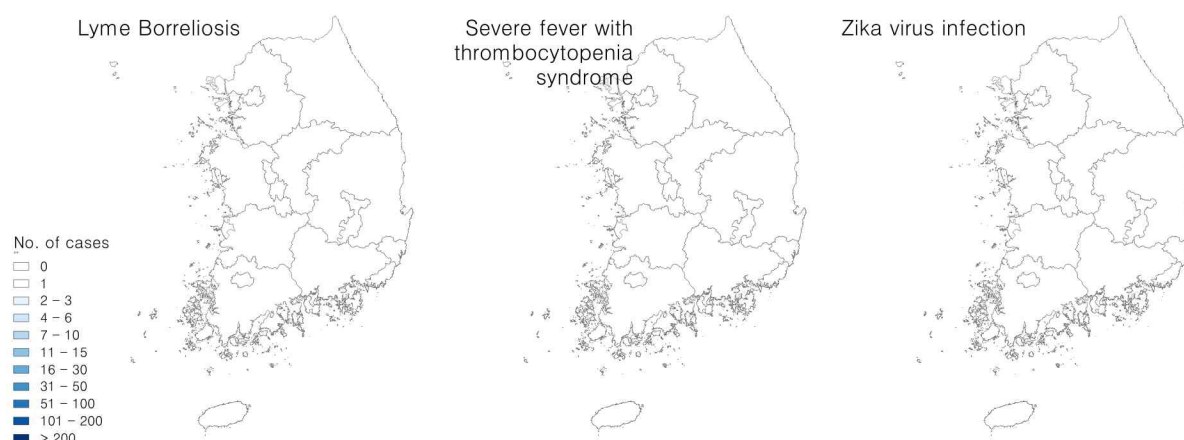 Lyme Borreliosis
Severe fever with
thrombocytopenia
syndrome
Zika virus infection
No. of cases
0
1
2 – 3
4 – 6
7 – 10
11 – 15
16 – 30
31 – 50
51 – 100
101 – 200
> 200